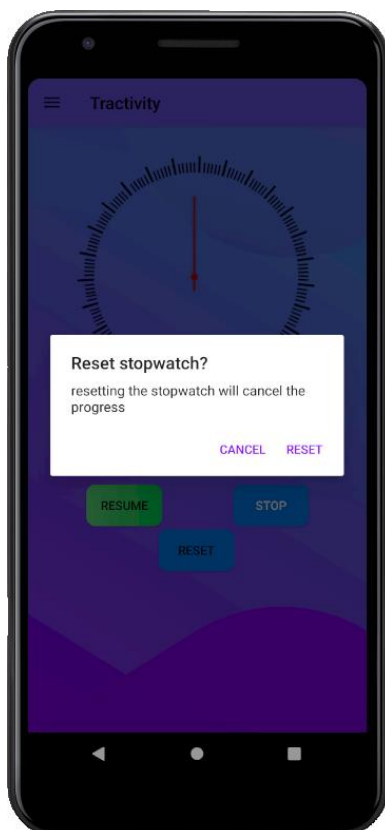 Tractivity
Reset stopwatch?
resetting the stopwatch will cancel the
progress
CANCEL RESET
RESUME STOP
RESET